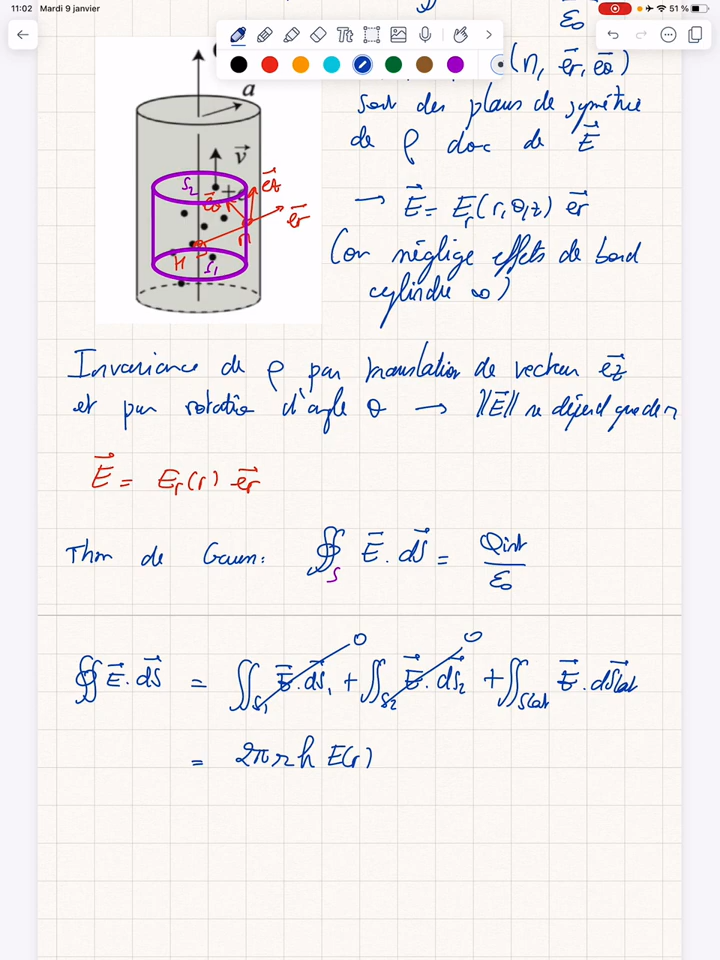 11:02 Mardi 9 janvier
51 %
ε₀
(M, e⃗r, e⃗θ)
sont des plans de symétrie
de ρ donc de E⃗
→ E⃗ = Er(r,θ,z) e⃗r
(on néglige effets de bord
cylindre ∞)
a
v⃗
S2
e⃗z
e⃗θ
e⃗r
M
H
S1
Invariance de ρ par translation de vecteur e⃗z
et par rotation d'angle θ → ||E⃗|| ne dépend que de r
E⃗ = Er(r) e⃗r
Thm de Gauss: ∯S E⃗. dS⃗ = Qint/ε₀
∯ E⃗. dS⃗ = ∬S1 E⃗. dS⃗1 0 + ∬S2 E⃗. dS⃗2 0 + ∬Slat E⃗. dS⃗lat
= 2πrh E(r)